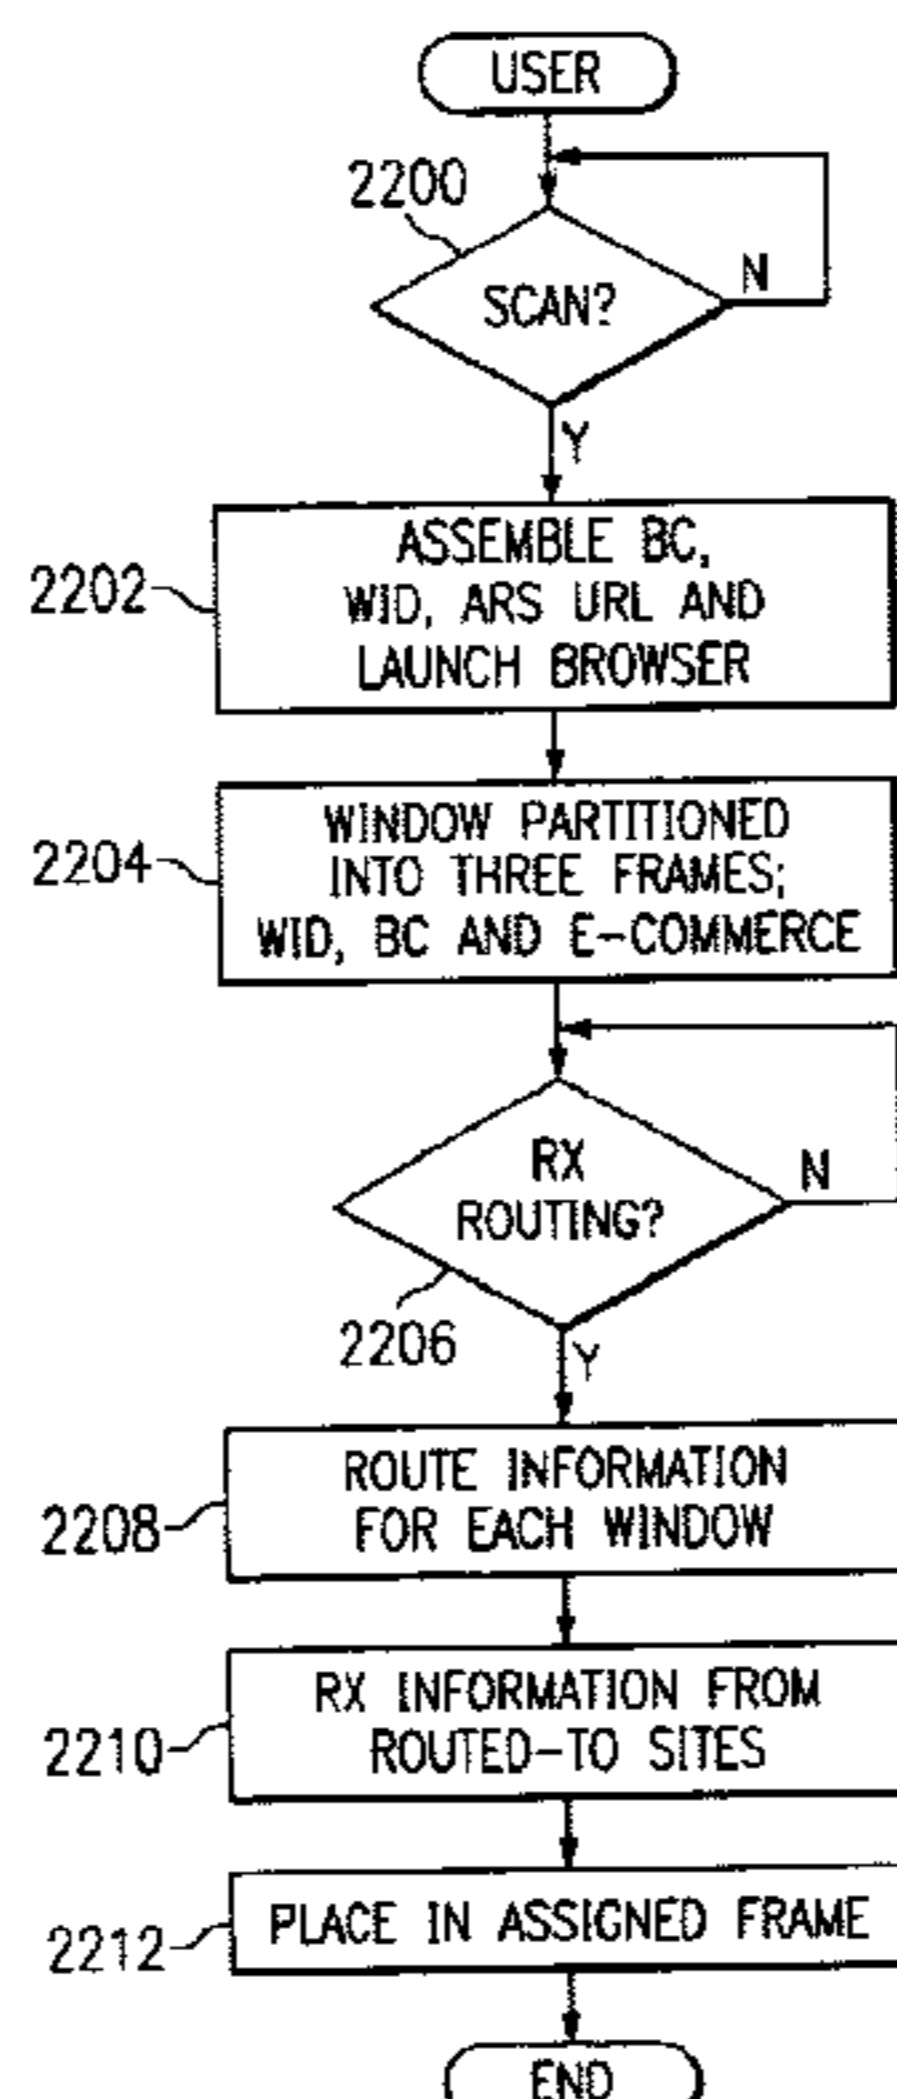 USER
2200
SCAN?
N
Y
2202
ASSEMBLE BC,
WID, ARS URL AND
LAUNCH BROWSER
2204
WINDOW PARTITIONED
INTO THREE FRAMES;
WID, BC AND E-COMMERCE
RX
ROUTING?
N
2206
Y
2208
ROUTE INFORMATION
FOR EACH WINDOW
2210
RX INFORMATION FROM
ROUTED-TO SITES
2212
PLACE IN ASSIGNED FRAME
END